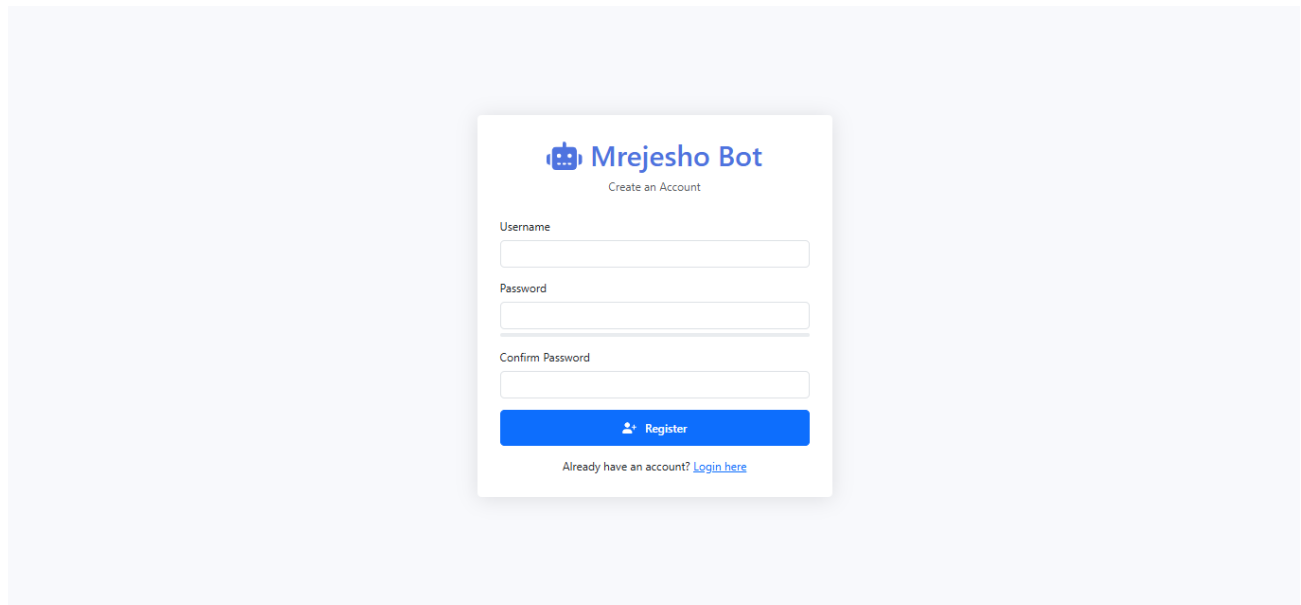 Mrejesho Bot
Create an Account
Username
Password
Confirm Password
Register
Already have an account? Login here